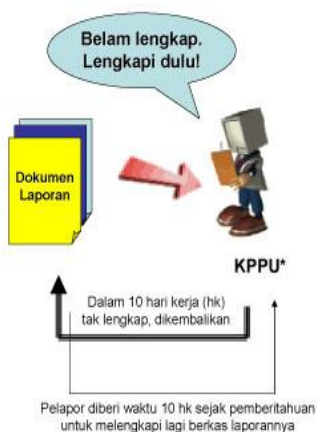 Belam lengkap.
Lengkapi dulu!
Dokumen
Laporan
KPPU*
Dalam 10 hari kerja (hk)
tak lengkap, dikembalikan
Pelapor diberi waktu 10 hk sejak pemberitahuan
untuk melengkapi lagi berkas laporannya